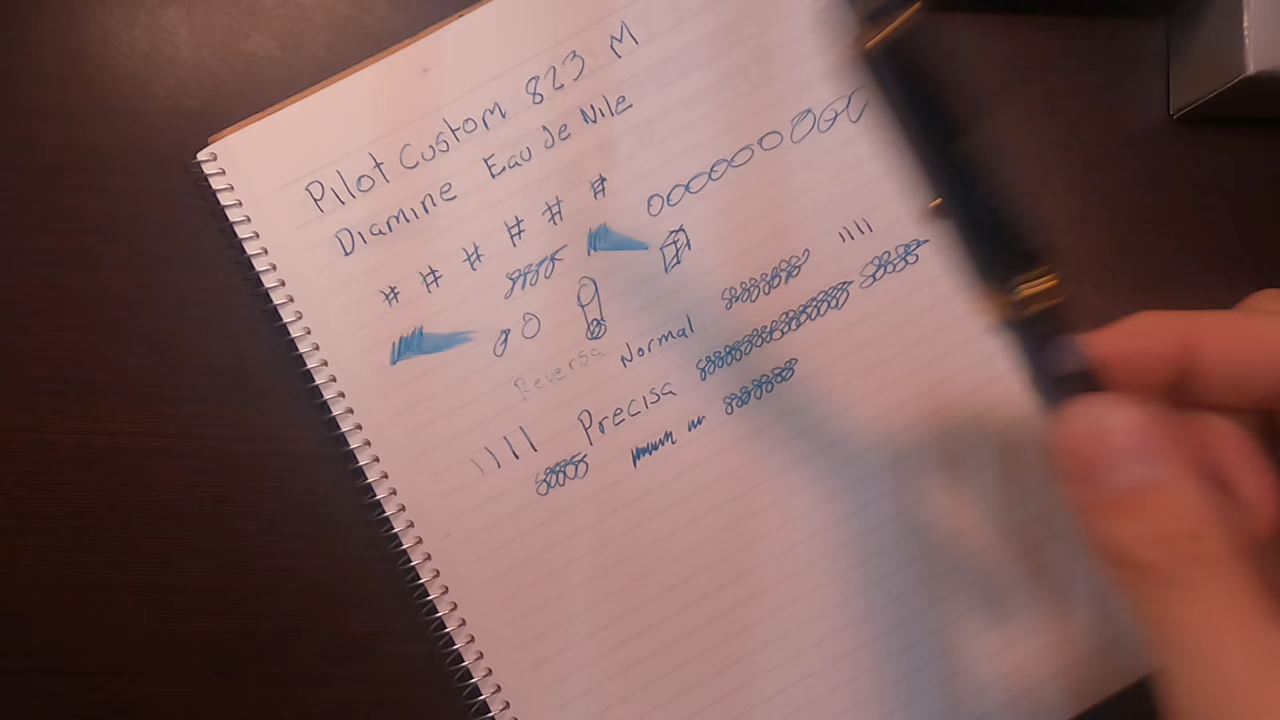 Pilot Custom 823 M
Diamine Eau de Nile
# # # # #
Reverse Normal
Precisa